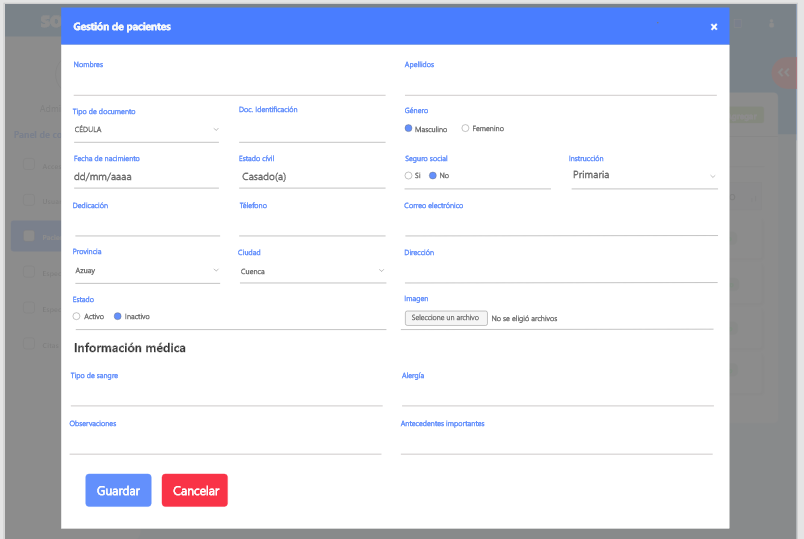 Gestión de pacientes
×
Nombres Apellidos
Tipo de documento Doc. Identificación Género
CÉDULA Masculino Femenino
Fecha de nacimiento Estado cívil Seguro social Instrucción
dd/mm/aaaa Casado(a) Si No Primaria
Dedicación Télefono Correo electrónico
Provincia Ciudad Dirección
Azuay Cuenca
Estado Imagen
Activo Inactivo Seleccione un archivo No se eligió archivos
Información médica
Tipo de sangre Alergía
Observaciones Antecedentes importantes
Guardar Cancelar